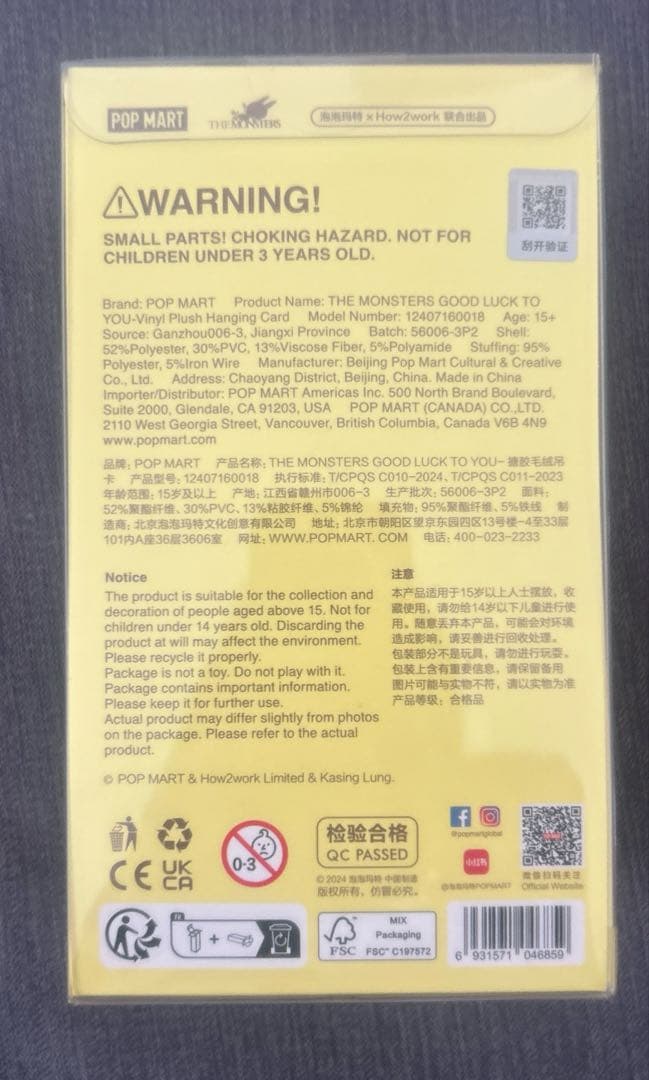 POP MART
THE MONSTERS
泡泡玛特 × How2work 联合出品
WARNING!
SMALL PARTS! CHOKING HAZARD. NOT FOR
CHILDREN UNDER 3 YEARS OLD.
刮开验证
Brand: POP MART Product Name: THE MONSTERS GOOD LUCK TO
YOU-Vinyl Plush Hanging Card Model Number: 12407160018 Age: 15+
Source: Ganzhou006-3, Jiangxi Province Batch: 56006-3P2 Shell:
52%Polyester, 30%PVC, 13%Viscose Fiber, 5%Polyamide Stuffing: 95%
Polyester, 5%Iron Wire Manufacturer: Beijing Pop Mart Cultural & Creative
Co., Ltd. Address: Chaoyang District, Beijing, China. Made in China
Importer/Distributor: POP MART Americas Inc. 500 North Brand Boulevard,
Suite 2000, Glendale, CA 91203, USA POP MART (CANADA) CO.,LTD.
2110 West Georgia Street, Vancouver, British Columbia, Canada V6B 4N9
www.popmart.com
品牌: POP MART 产品名称: THE MONSTERS GOOD LUCK TO YOU- 搪胶毛绒吊
卡 产品型号: 12407160018 执行标准: T/CPQS C010-2024、T/CPQS C011-2023
年龄范围: 15岁及以上 产地: 江西省赣州市006-3 生产批次: 56006-3P2 面料:
52%聚酯纤维、30%PVC、13%粘胶纤维、5%锦纶 填充物: 95%聚酯纤维、5%铁线 制
造商: 北京泡泡玛特文化创意有限公司 地址: 北京市朝阳区望京东园四区13号楼-4至33层
101内A座36层3606室 网址: WWW.POPMART. COM 电话: 400-023-2233
Notice
The product is suitable for the collection and
decoration of people aged above 15. Not for
children under 14 years old. Discarding the
product at will may affect the environment.
Please recycle it properly.
Package is not a toy. Do not play with it.
Package contains important information.
Please keep it for further use.
Actual product may differ slightly from photos
on the package. Please refer to the actual
product.
注意
本产品适用于15岁以上人士摆放，收
藏使用，请勿给14岁以下儿童进行使
用。随意丢弃本产品，可能会对环境
造成影响，请妥善进行回收处理。
包装部分不是玩具，请勿进行玩耍。
包装上含有重要信息，请保留备用
图片可能与实物不符，请以实物为准
产品等级：合格品
© POP MART & How2work Limited & Kasing Lung.
CE
UK
CA
0-3
检验合格
QC PASSED
© 2024 泡泡玛特 中国制造
版权所有，仿冒必究。
@popmartglobal
小红书
@泡泡玛特POPMART
微信扫码关注
Official Website
FR
FSC
MIX
Packaging
FSC™ C197572
6 931571 046859